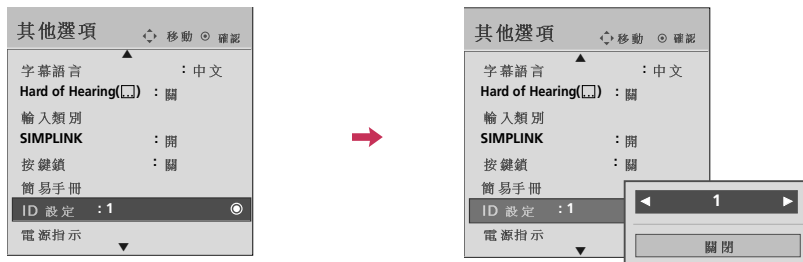 其他選項 移動 ⊙ 確認
字幕語言 : 中文
Hard of Hearing() : 關
輸入類別
SIMPLINK : 開
按鍵鎖 : 關
簡易手冊
ID 設定 : 1
電源指示
其他選項 移動 ⊙ 確認
字幕語言 : 中文
Hard of Hearing() : 關
輸入類別
SIMPLINK : 開
按鍵鎖 : 關
簡易手冊
ID 設定 : 1
電源指示
◀ 1 ▶
關閉